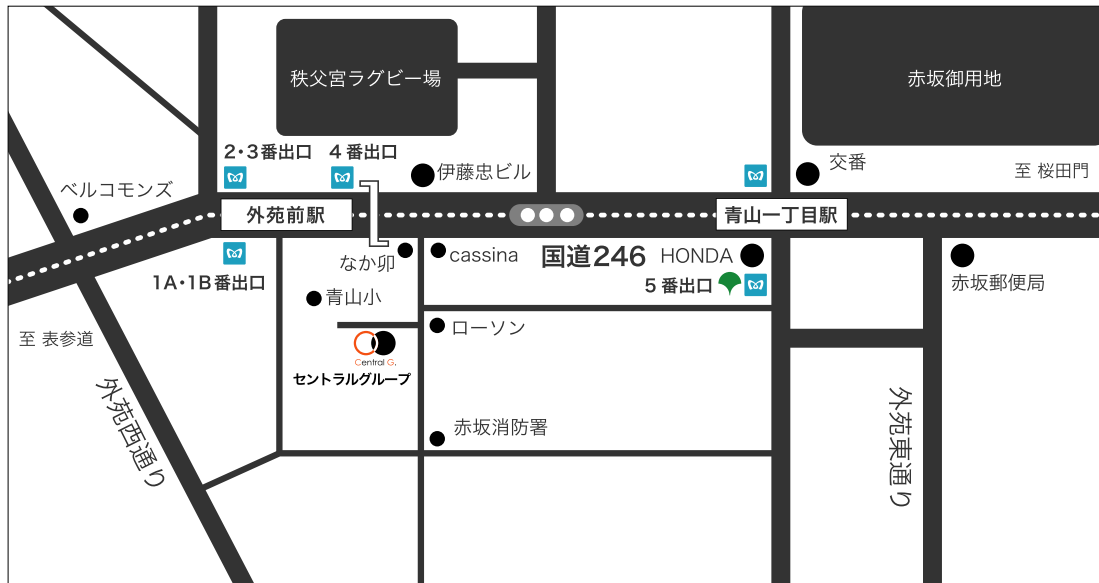 秩父宮ラグビー場
赤坂御用地
2・3番出口
4番出口
伊藤忠ビル
交番
至 桜田門
ベルコモンズ
外苑前駅
青山一丁目駅
なか卯
cassina
国道246
HONDA
1A・1B番出口
5番出口
赤坂郵便局
青山小
至 表参道
ローソン
Central G.
セントラルグループ
外苑西通り
赤坂消防署
外苑東通り